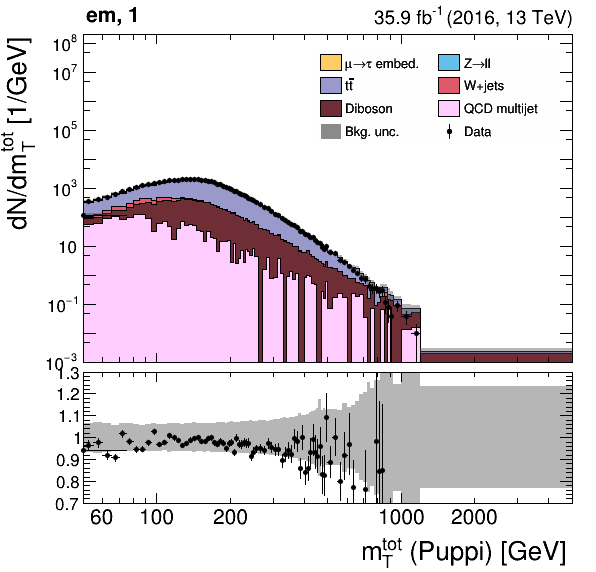 em, 1 35.9 fb⁻¹ (2016, 13 TeV)
dN/dm_T^tot [1/GeV]
10⁸
10⁷
10⁵
10³
10
10⁻¹
10⁻³
μ→τ embed. Z→ll
tt̄ W+jets
Diboson QCD multijet
Bkg. unc. Data
1.3
1.2
1.1
1
0.9
0.8
0.7
60 100 200 1000 2000
m_T^tot (Puppi) [GeV]